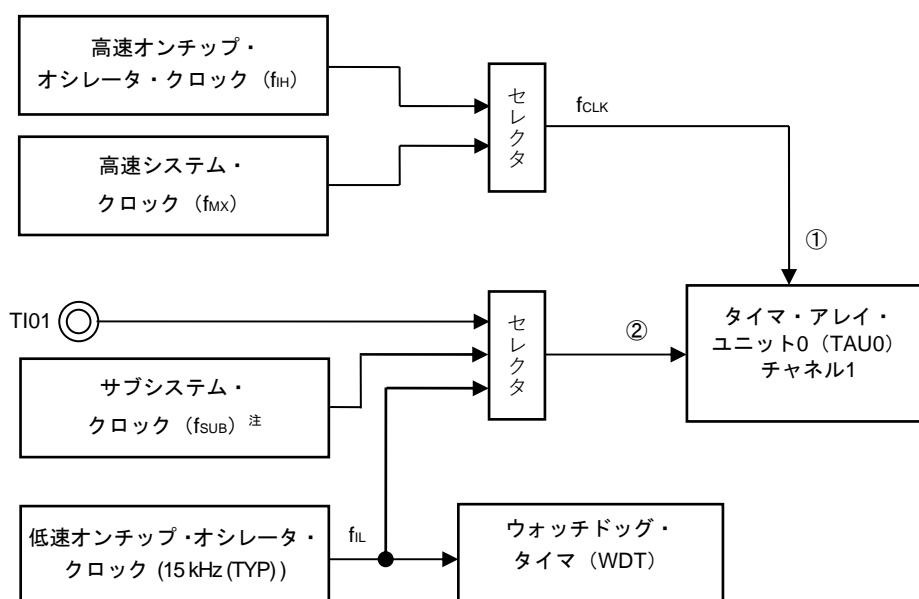 高速オンチップ・
オシレータ・クロック（fIH）
セレクタ
fCLK
高速システム・
クロック（fMX）
①
TI01
セレクタ
②
タイマ・アレイ・
ユニット0（TAU0）
チャネル1
サブシステム・
クロック（fSUB）注
低速オンチップ・オシレータ・
クロック (15 kHz (TYP) )
fIL
ウォッチドッグ・
タイマ（WDT）